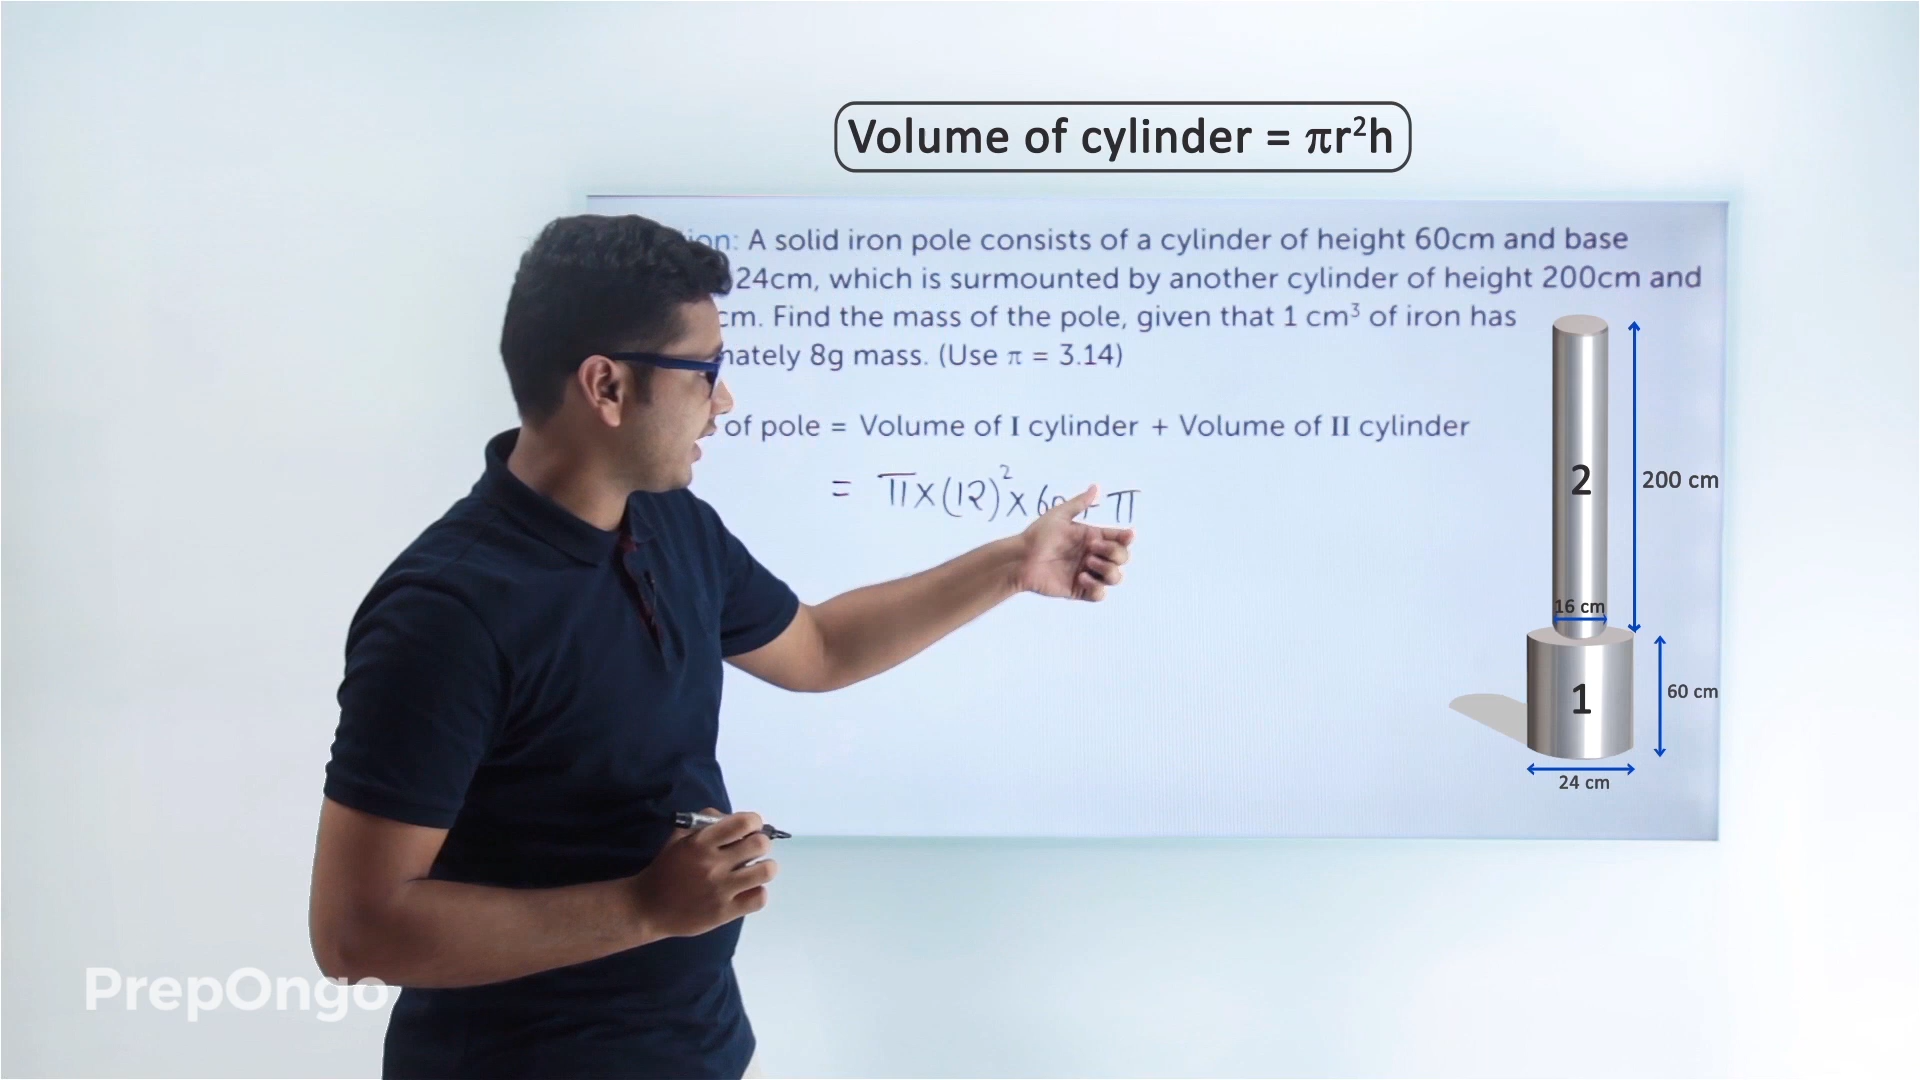 Volume of cylinder = πr²h
A solid iron pole consists of a cylinder of height 60cm and base
24cm, which is surmounted by another cylinder of height 200cm and
cm. Find the mass of the pole, given that 1 cm³ of iron has
8g mass. (Use π = 3.14)
of pole = Volume of I cylinder + Volume of II cylinder
= π×(12)²×60 + π
2
200 cm
16 cm
1
60 cm
24 cm
PrepOngo